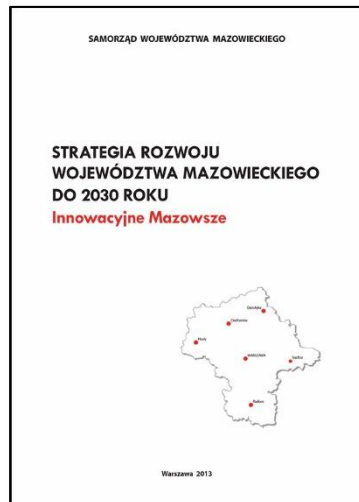 SAMORZĄD WOJEWÓDZTWA MAZOWIECKIEGO
STRATEGIA ROZWOJU
WOJEWÓDZTWA MAZOWIECKIEGO
DO 2030 ROKU
Innowacyjne Mazowsze
Ostrołęka
Ciechanów
Płock
WARSZAWA
Siedlce
Radom
Warszawa 2013